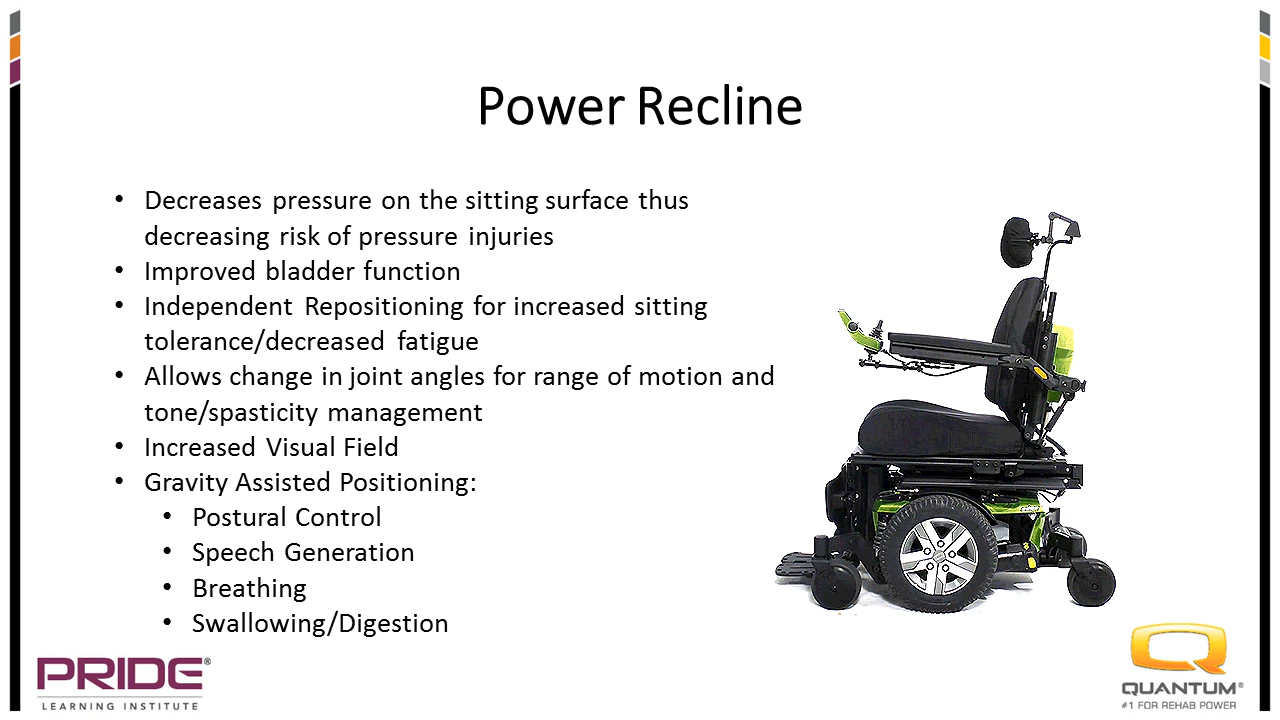 Power Recline
• Decreases pressure on the sitting surface thus
decreasing risk of pressure injuries
• Improved bladder function
• Independent Repositioning for increased sitting
tolerance/decreased fatigue
• Allows change in joint angles for range of motion and
tone/spasticity management
• Increased Visual Field
• Gravity Assisted Positioning:
• Postural Control
• Speech Generation
• Breathing
• Swallowing/Digestion
PRIDE®
LEARNING INSTITUTE
QUANTUM®
#1 FOR REHAB POWER